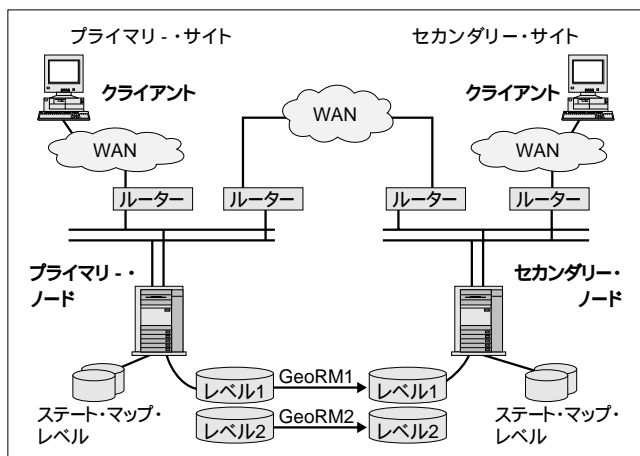 プライマリ-・サイト
セカンダリー・サイト
クライアント
クライアント
WAN
WAN
WAN
ルーター
ルーター
ルーター
ルーター
プライマリ-・
ノード
セカンダリー・
ノード
レベル1
GeoRM1
レベル1
レベル2
GeoRM2
レベル2
ステート・マップ・
レベル
ステート・マップ・
レベル